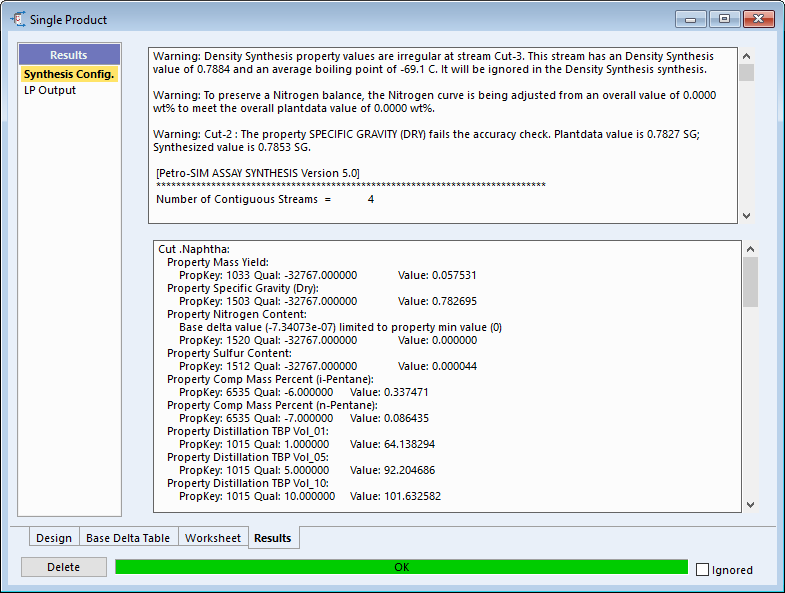 Single Product
Results
Synthesis Config.
LP Output
Warning: Density Synthesis property values are irregular at stream Cut-3. This stream has an Density Synthesis
value of 0.7884 and an average boiling point of -69.1 C. It will be ignored in the Density Synthesis synthesis.
Warning: To preserve a Nitrogen balance, the Nitrogen curve is being adjusted from an overall value of 0.0000
wt% to meet the overall plantdata value of 0.0000 wt%.
Warning: Cut-2 : The property SPECIFIC GRAVITY (DRY) fails the accuracy check. Plantdata value is 0.7827 SG;
Synthesized value is 0.7853 SG.
[Petro-SIM ASSAY SYNTHESIS Version 5.0]
******************************************************************************
Number of Contiguous Streams = 4
Cut .Naphtha:
Property Mass Yield:
PropKey: 1033 Qual: -32767.000000 Value: 0.057531
Property Specific Gravity (Dry):
PropKey: 1503 Qual: -32767.000000 Value: 0.782695
Property Nitrogen Content:
Base delta value (-7.34073e-07) limited to property min value (0)
PropKey: 1520 Qual: -32767.000000 Value: 0.000000
Property Sulfur Content:
PropKey: 1512 Qual: -32767.000000 Value: 0.000044
Property Comp Mass Percent (i-Pentane):
PropKey: 6535 Qual: -6.000000 Value: 0.337471
Property Comp Mass Percent (n-Pentane):
PropKey: 6535 Qual: -7.000000 Value: 0.086435
Property Distillation TBP Vol_01:
PropKey: 1015 Qual: 1.000000 Value: 64.138294
Property Distillation TBP Vol_05:
PropKey: 1015 Qual: 5.000000 Value: 92.204686
Property Distillation TBP Vol_10:
PropKey: 1015 Qual: 10.000000 Value: 101.632582
Design
Base Delta Table
Worksheet
Results
Delete
OK
Ignored